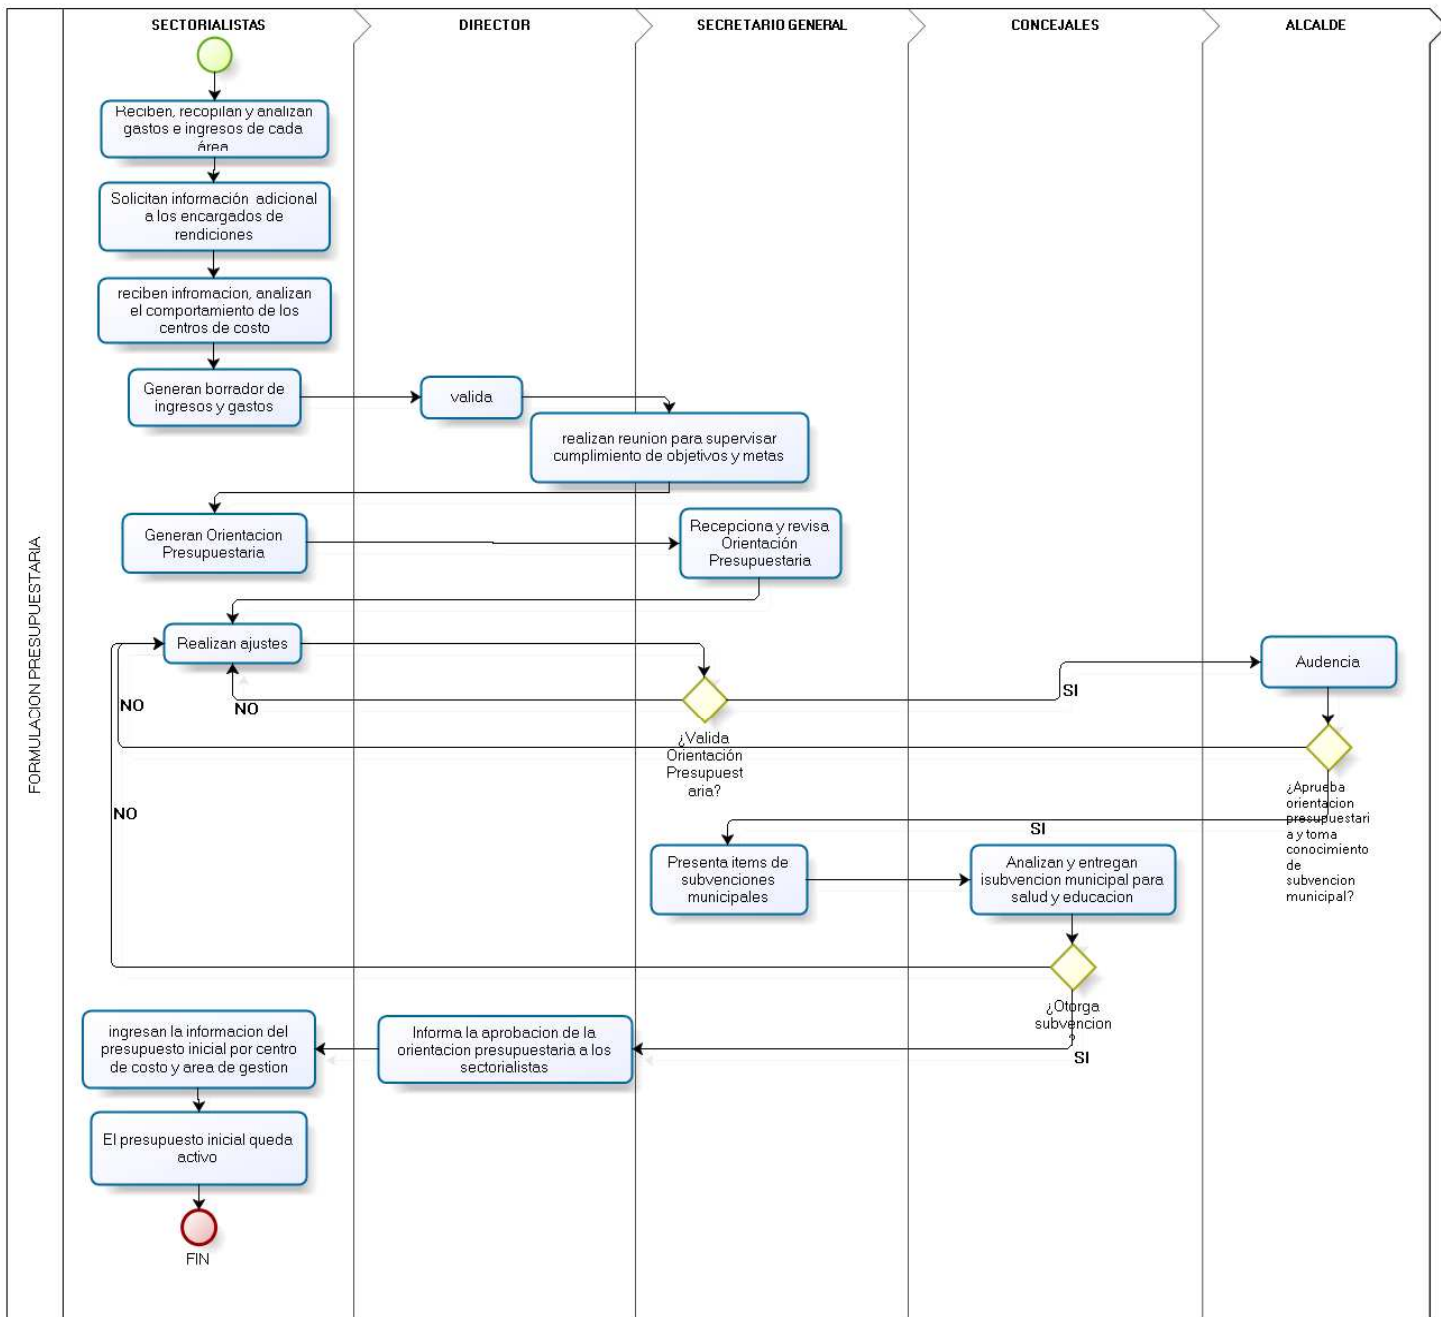 SECTORIALISTAS
DIRECTOR
SECRETARIO GENERAL
CONCEJALES
ALCALDE
FORMULACION PRESUPUESTARIA
Reciben, recopilan y analizan
gastos e ingresos de cada
área
Solicitan información adicional
a los encargados de
rendiciones
reciben infromacion, analizan
el comportamiento de los
centros de costo
Generan borrador de
ingresos y gastos
valida
realizan reunion para supervisar
cumplimiento de objetivos y metas
Generan Orientacion
Presupuestaria
Recepciona y revisa
Orientación
Presupuestaria
Realizan ajustes
Audencia
NO
NO
SI
¿Valida
Orientación
Presupuest
aria?
¿Aprueba
orientacion
presupuestari
a y toma
conocimiento
de
subvencion
municipal?
NO
SI
Presenta items de
subvenciones
municipales
Analizan y entregan
isubvencion municipal para
salud y educacion
¿Otorga
subvencion
?
SI
Informa la aprobacion de la
orientacion presupuestaria a los
sectorialistas
ingresan la informacion del
presupuesto inicial por centro
de costo y area de gestion
El presupuesto inicial queda
activo
FIN